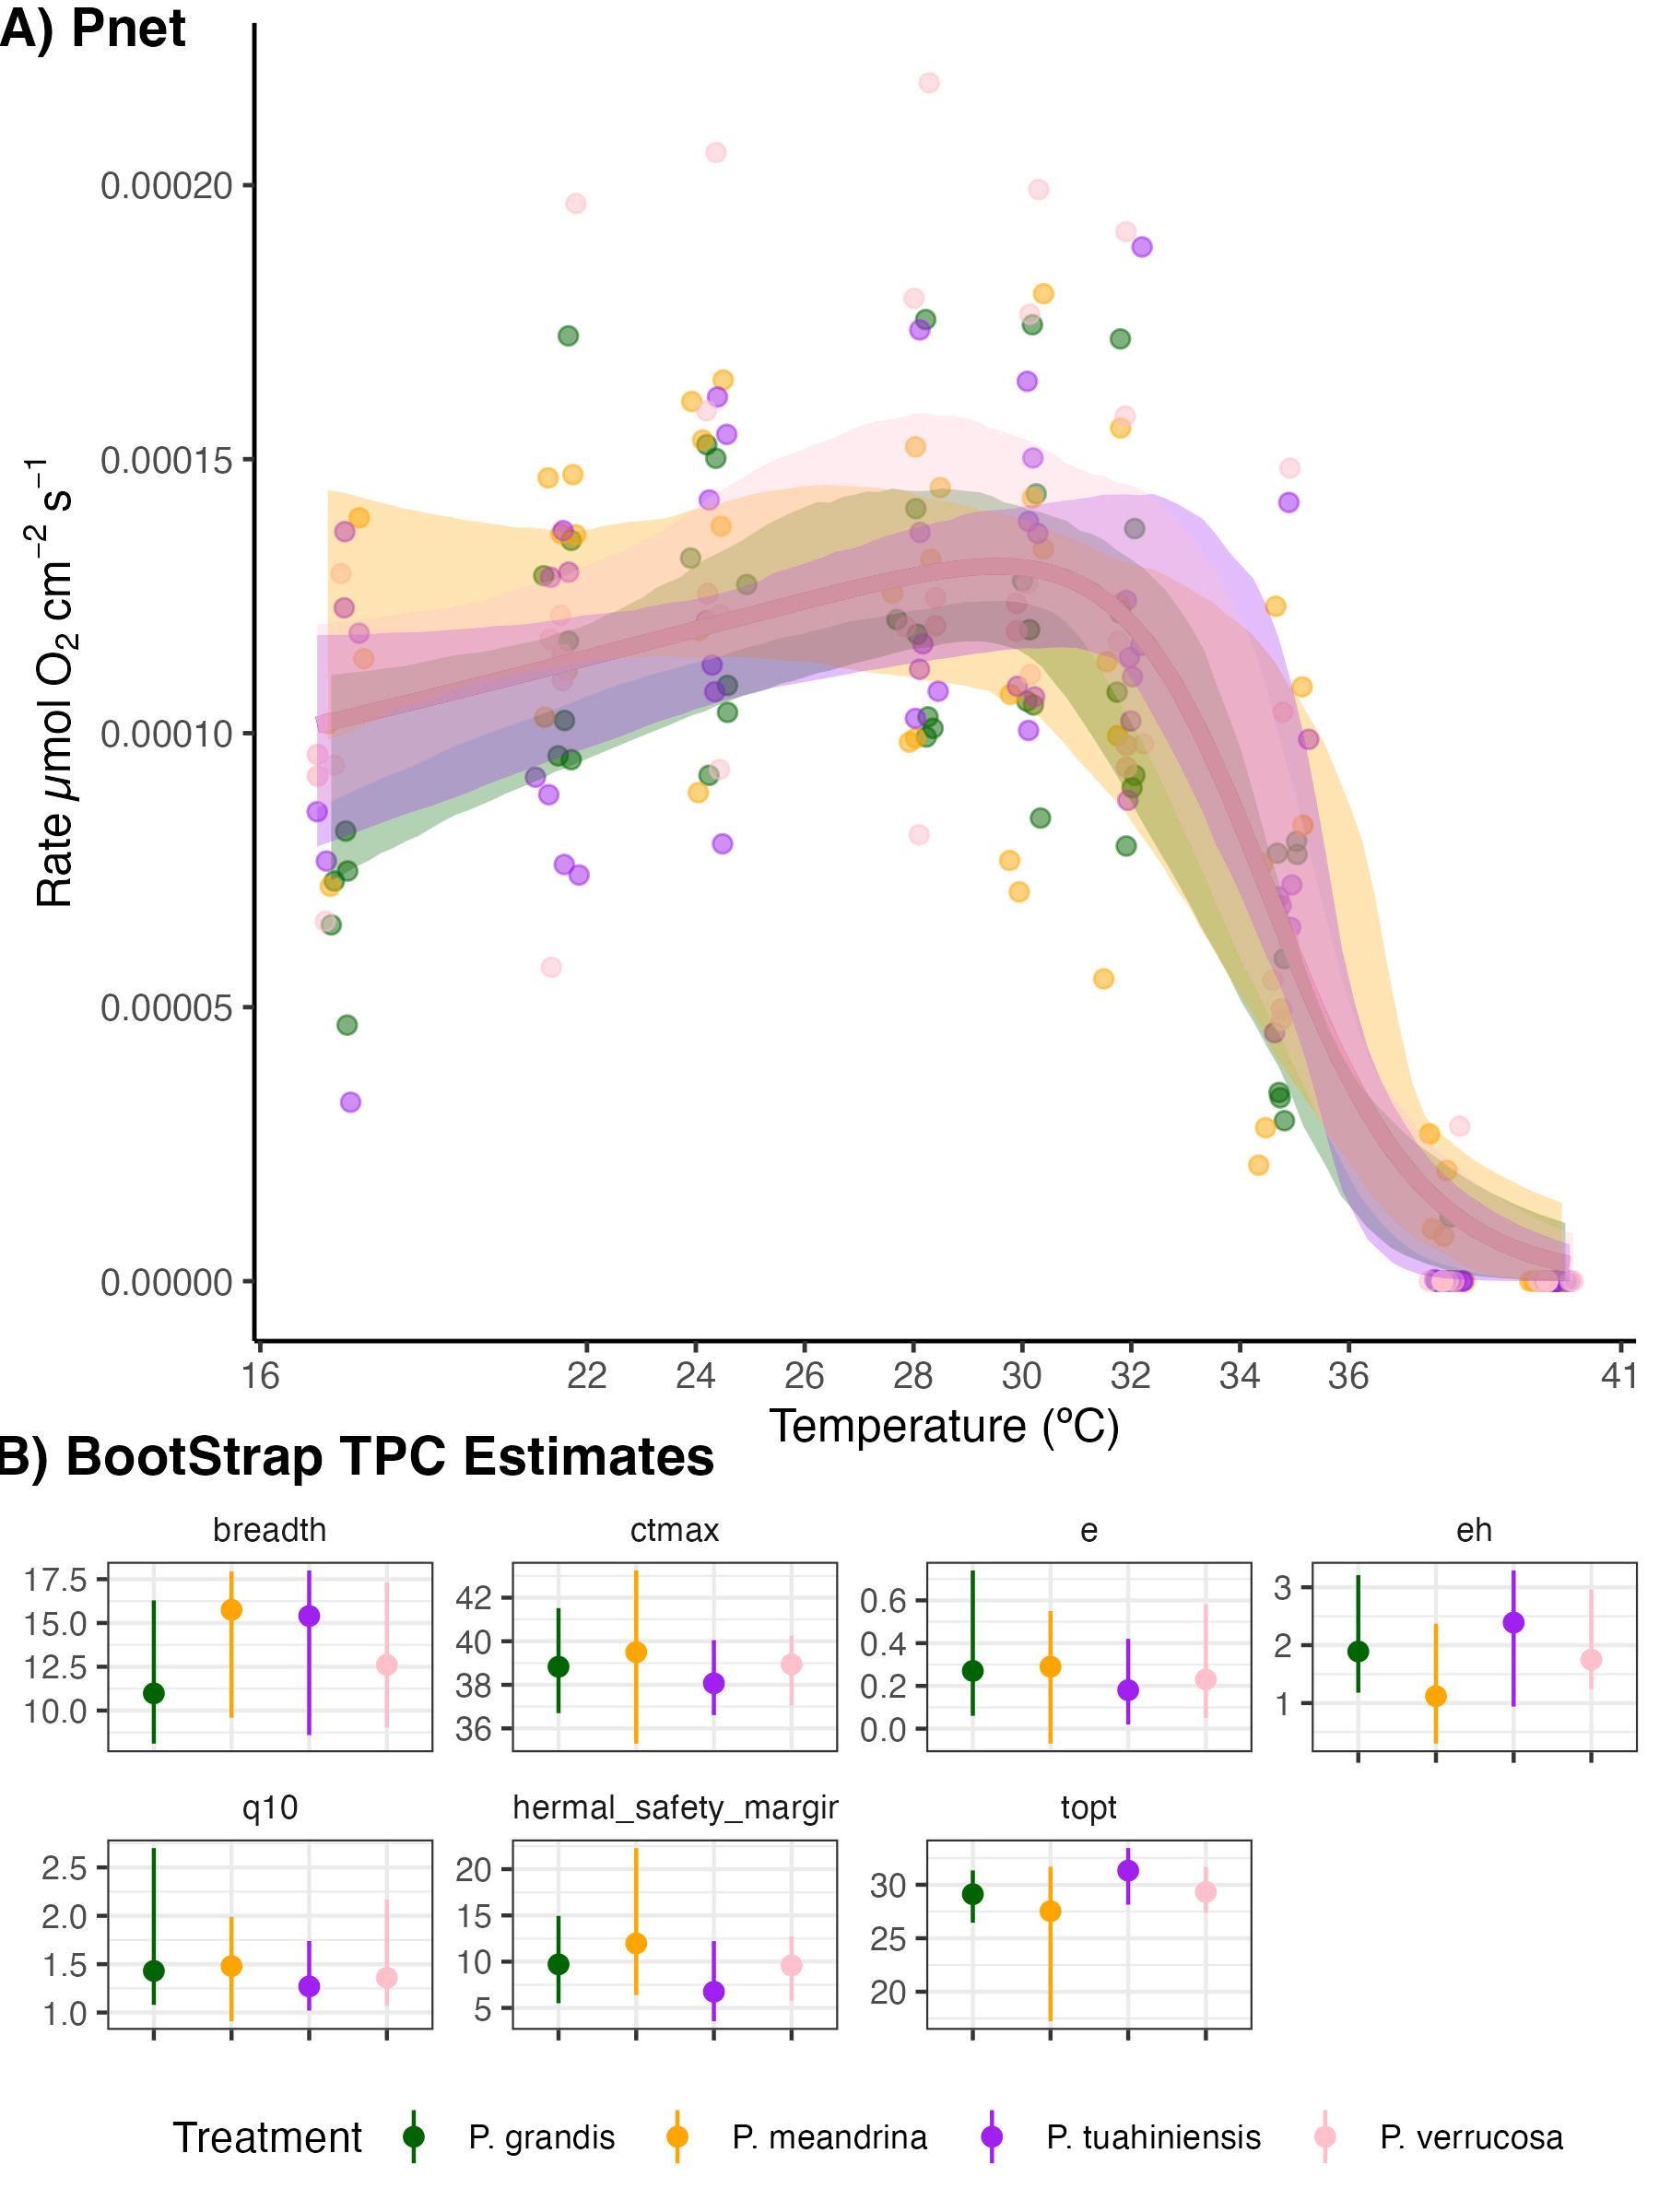 A) Pnet
Rate µmol O2 cm−2 s−1
0.00020
0.00015
0.00010
0.00005
0.00000
16 22 24 26 28 30 32 34 36 41
Temperature (ºC)
B) BootStrap TPC Estimates
breadth
17.5
15.0
12.5
10.0
ctmax
42
40
38
36
e
0.6
0.4
0.2
0.0
eh
3
2
1
q10
2.5
2.0
1.5
1.0
hermal_safety_margir
20
15
10
5
topt
30
25
20
Treatment P. grandis P. meandrina P. tuahiniensis P. verrucosa